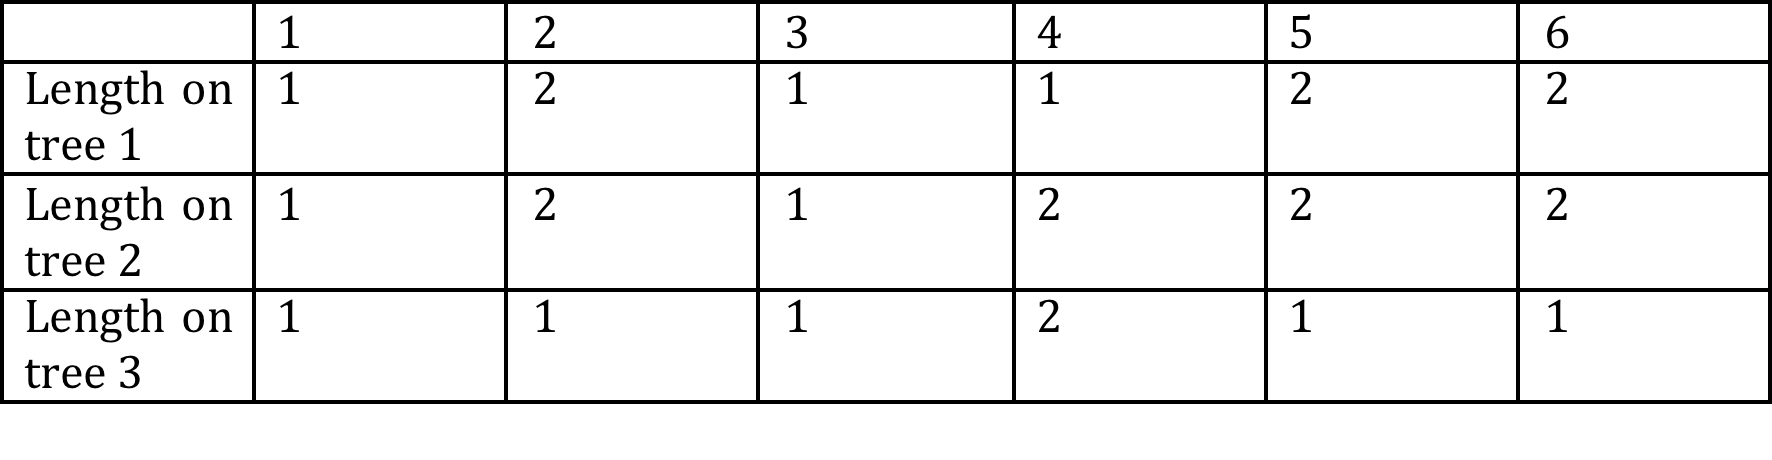 1 2 3 4 5 6
Length on 1 2 1 1 2 2
tree 1
Length on 1 2 1 2 2 2
tree 2
Length on 1 1 1 2 1 1
tree 3